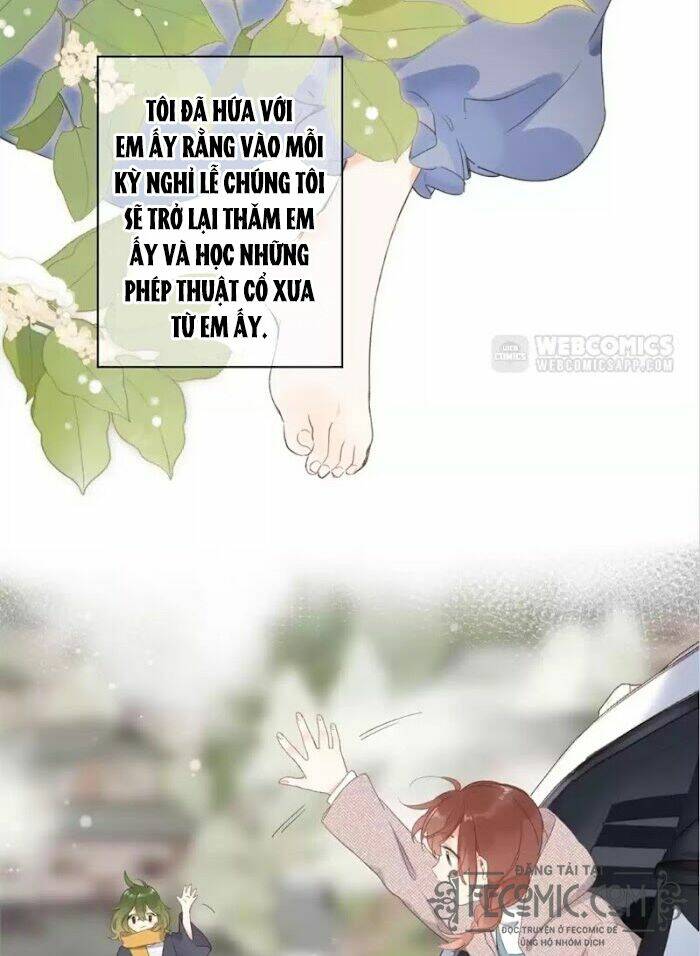 TÔI ĐÃ HỨA VỚI
EM ẤY RẰNG VÀO MỖI
KỲ NGHỈ LỄ CHÚNG TÔI
SẼ TRỞ LẠI THĂM EM
ẤY VÀ HỌC NHỮNG
PHÉP THUẬT CỔ XƯA
TỪ EM ẤY.
WEB COMICS
WEBCOMICS
WEBCOMICSAPP.COM
ĐĂNG TẢI TẠI
FECOMIC.COM
ĐỌC TRUYỆN Ở FECOMIC ĐỂ
ỦNG HỘ NHÓM DỊCH